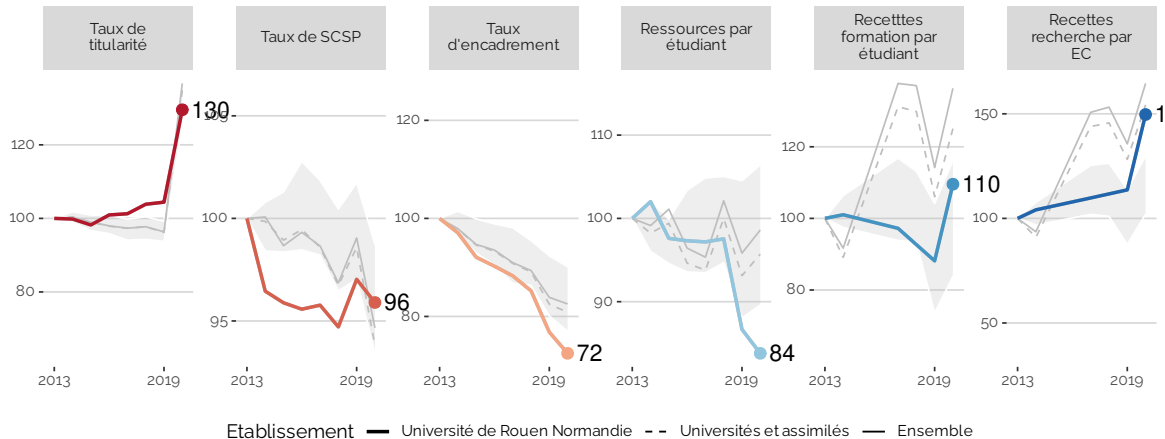 Taux de
titularité
Taux de SCSP
Taux
d'encadrement
Ressources par
étudiant
Recetttes
formation par
étudiant
Recettes
recherche par
EC
120
100
80
130
2013
2019
105
100
95
96
2013
2019
120
100
80
72
2013
2019
110
100
90
84
2013
2019
120
100
80
110
2013
2019
150
100
50
1
2013
2019
Etablissement Université de Rouen Normandie Universités et assimilés Ensemble